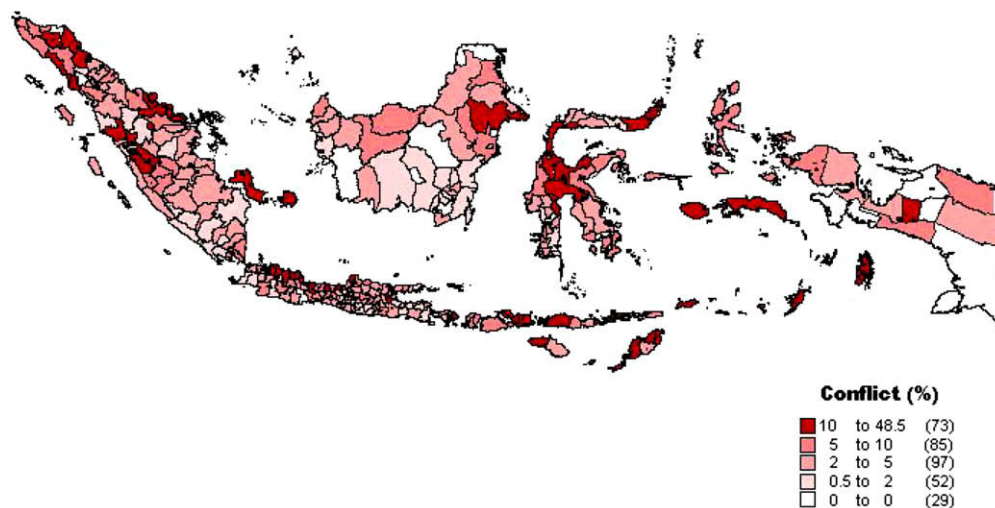 Conflict (%)
10 to 48.5 (73)
5 to 10 (85)
2 to 5 (97)
0.5 to 2 (52)
0 to 0 (29)